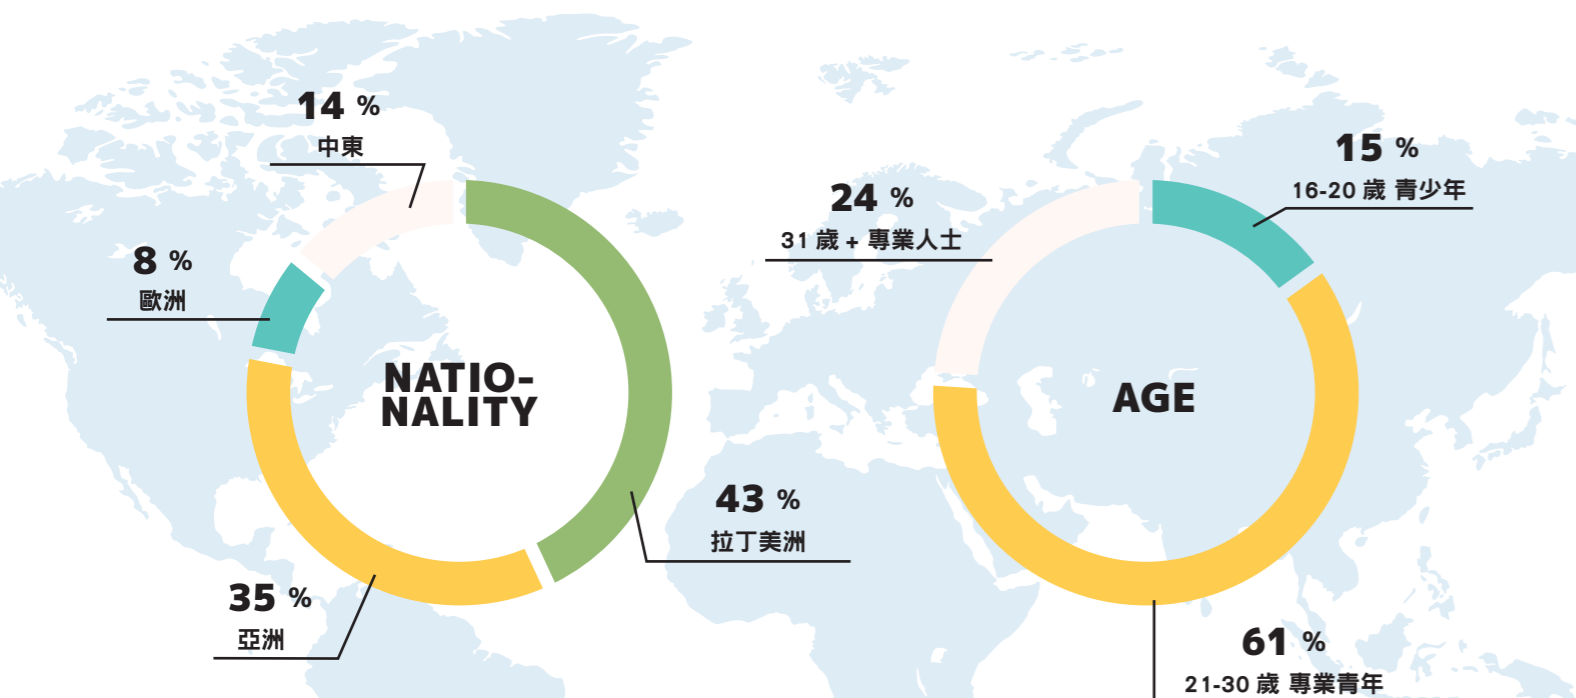 14 %
中東
8 %
歐洲
NATIO-
NALITY
43 %
拉丁美洲
35 %
亞洲
15 %
16-20 歲 青少年
24 %
31 歲 + 專業人士
AGE
61 %
21-30 歲 專業青年